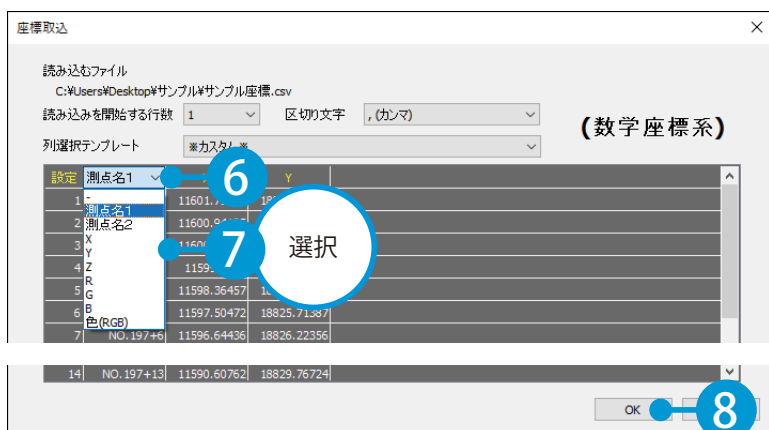 座標取込
読み込むファイル
C:¥Users¥Desktop¥サンプル¥サンプル座標.csv
読み込みを開始する行数 1 区切り文字 , (カンマ)
(数学座標系)
列選択テンプレート ※カスタム※
設定 測点名1 6 Y
1 - 11601.
測点名1
2 測点名2 11600.
3 X
Y 7 選択
4 Z
R
5 G 11598.36457
6 B 11597.50472 18825.71387
色(RGB)
7 NO.197+6 11596.64436 18826.22356
14 NO.197+13 11590.60762 18829.76724
OK 8